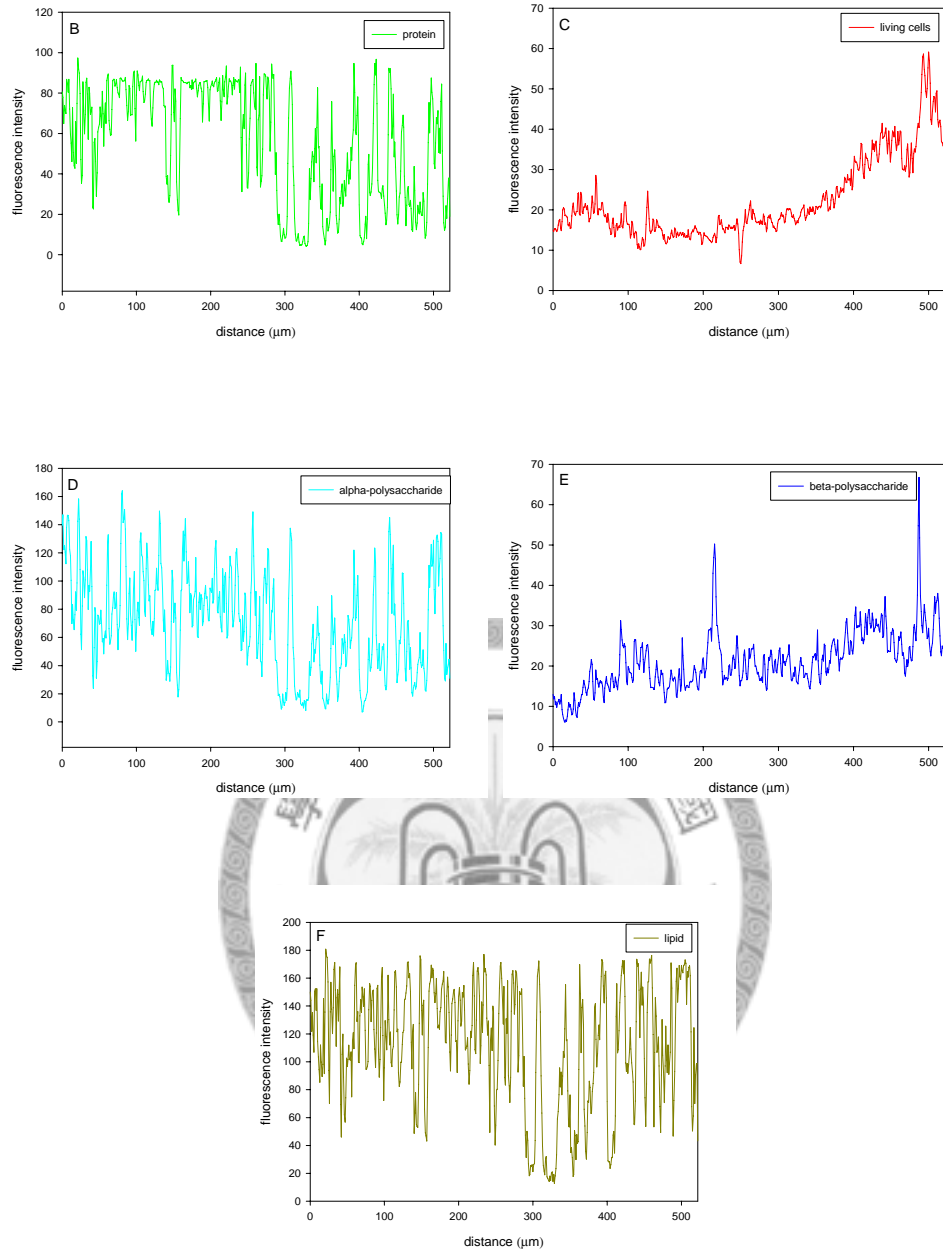 B
protein
120
100
80
60
40
20
0
fluorescence intensity
0 100 200 300 400 500
distance (μm)
C
living cells
70
60
50
40
30
20
10
0
fluorescence intensity
0 100 200 300 400 500
distance (μm)
D
alpha-polysaccharide
180
160
140
120
100
80
60
40
20
0
fluorescence intensity
0 100 200 300 400 500
distance (μm)
E
beta-polysaccharide
70
60
50
40
30
20
10
0
fluorescence intensity
0 100 200 300 400 500
distance (μm)
F
lipid
200
180
160
140
120
100
80
60
40
20
0
fluorescence intensity
0 100 200 300 400 500
distance (μm)